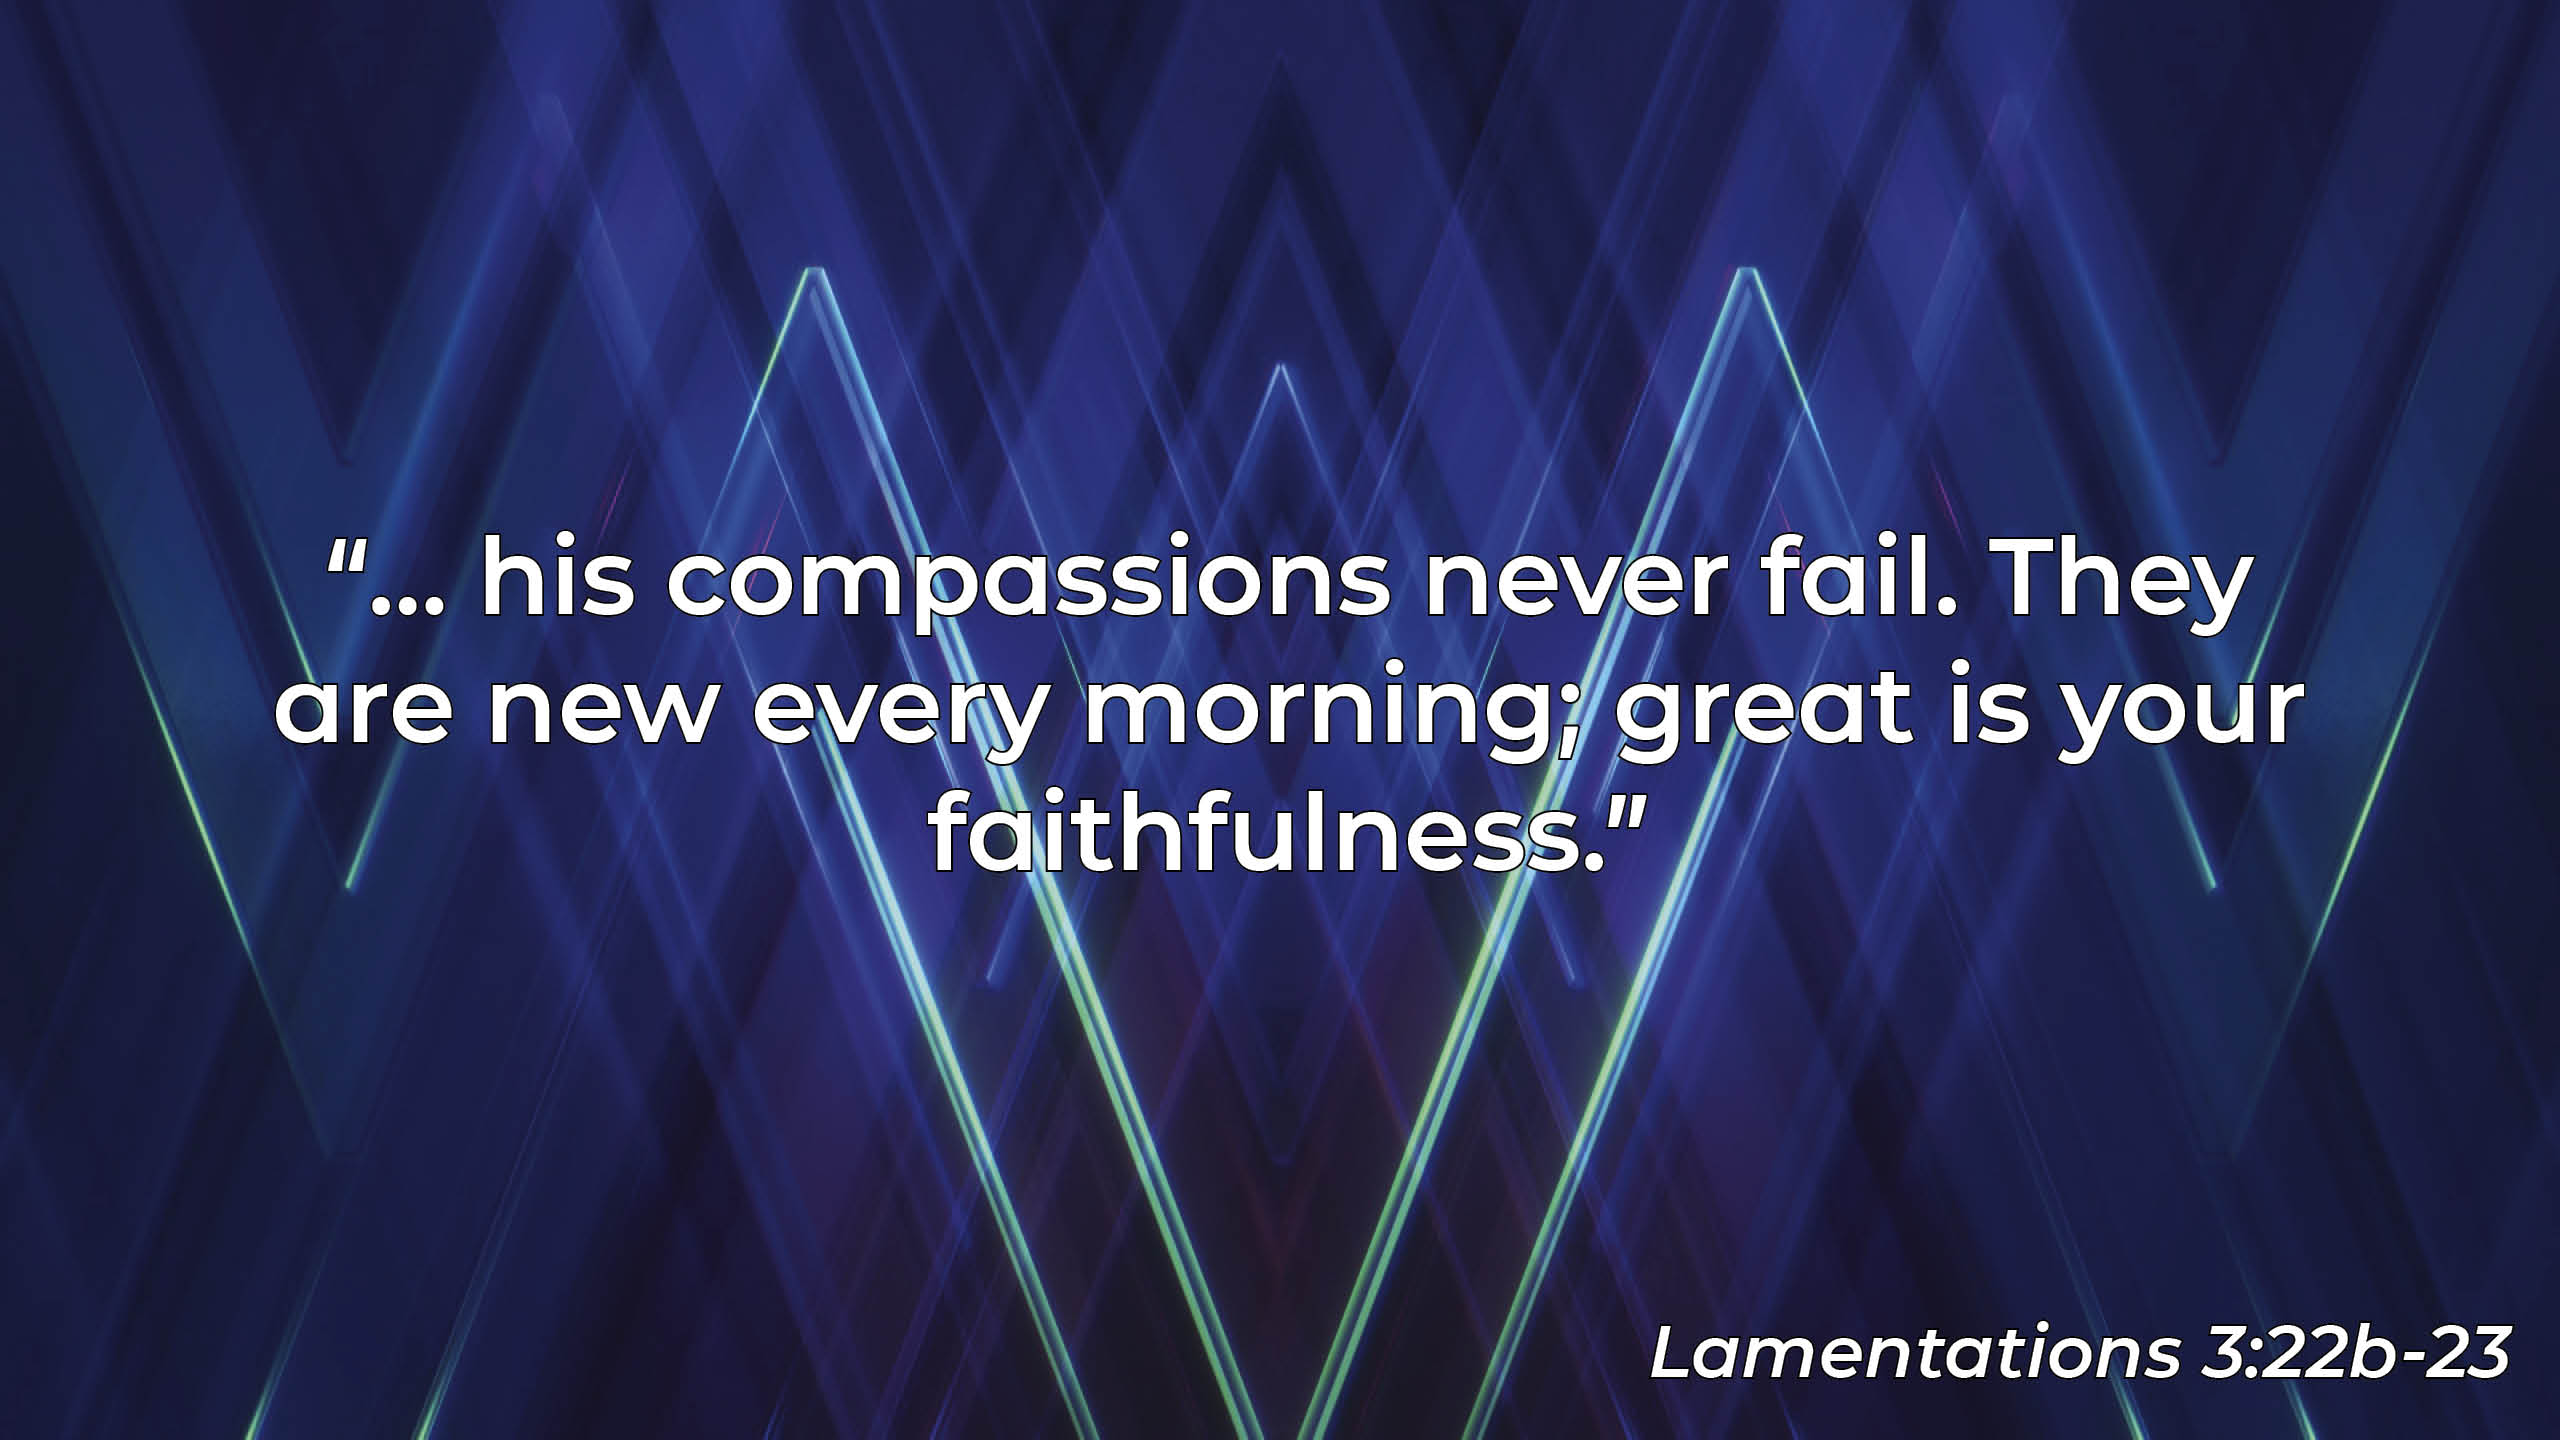 “... his compassions never fail. They
are new every morning; great is your
faithfulness.”
Lamentations 3:22b-23